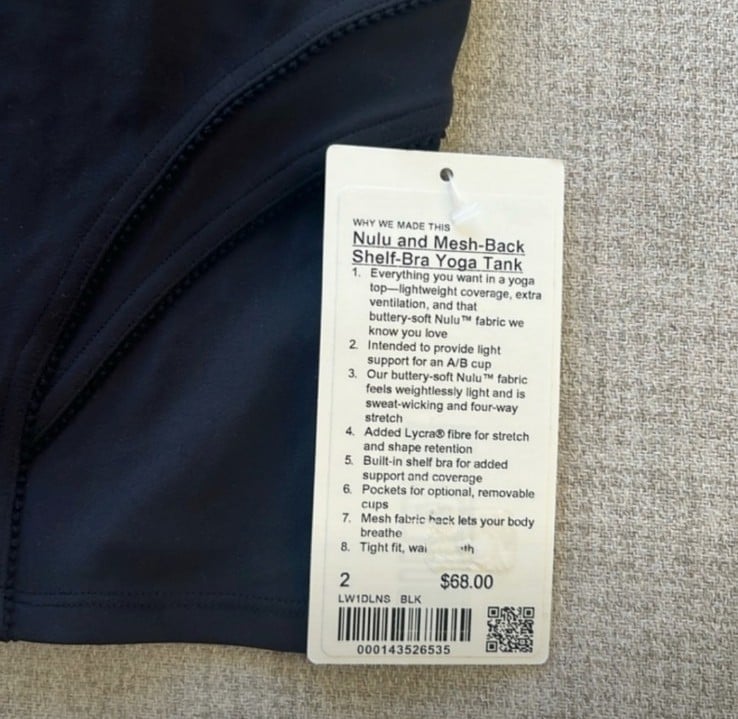 WHY WE MADE THIS
Nulu and Mesh-Back
Shelf-Bra Yoga Tank
1. Everything you want in a yoga
top—lightweight coverage, extra
ventilation, and that
buttery-soft Nulu™ fabric we
know you love
2. Intended to provide light
support for an A/B cup
3. Our buttery-soft Nulu™ fabric
feels weightlessly light and is
sweat-wicking and four-way
stretch
4. Added Lycra® fibre for stretch
and shape retention
5. Built-in shelf bra for added
support and coverage
6. Pockets for optional, removable
cups
7. Mesh fabric back lets your body
breathe
8. Tight fit,
2 $68.00
LW1DLNS BLK
000143526535